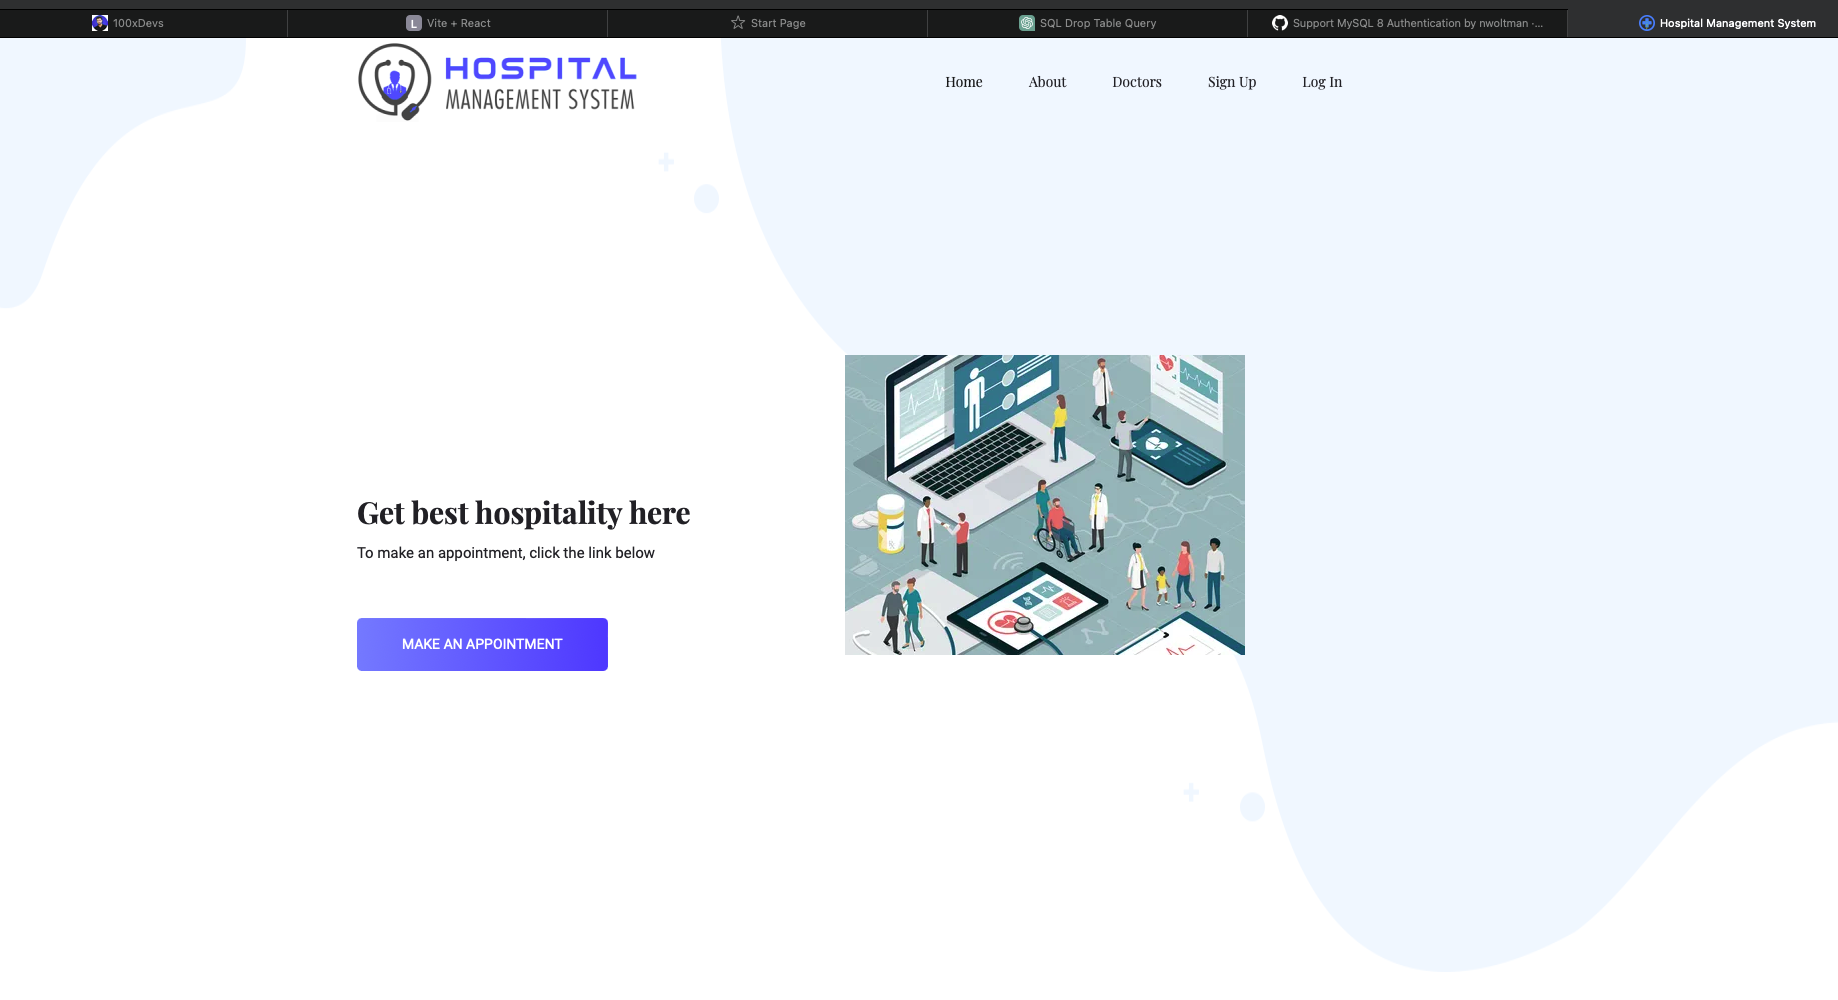 100xDevs
L Vite + React
Start Page
SQL Drop Table Query
Support MySQL 8 Authentication by nwoltman ·...
Hospital Management System
HOSPITAL
MANAGEMENT SYSTEM
Home
About
Doctors
Sign Up
Log In
Get best hospitality here
To make an appointment, click the link below
MAKE AN APPOINTMENT